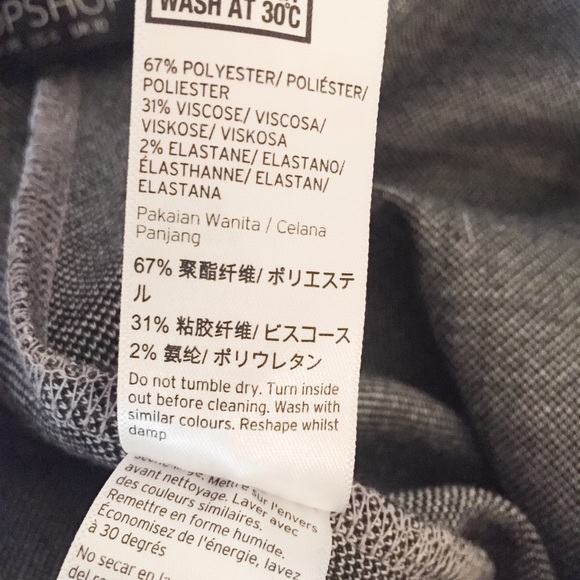 WASH AT 30°C
67% POLYESTER/ POLIÉSTER/
POLIESTER
31% VISCOSE/ VISCOSA/
VISKOSE/ VISKOSA
2% ELASTANE/ ELASTANO/
ÉLASTHANNE/ ELASTAN/
ELASTANA
Pakaian Wanita / Celana
Panjang
67% 聚酯纤维/ ポリエステ
ル
31% 粘胶纤维/ ビスコース
2% 氨纶/ ポリウレタン
Do not tumble dry. Turn inside
out before cleaning. Wash with
similar colours. Reshape whilst
damp
Mettre sur l'envers
avant nettoyage. Laver avec
des couleurs similaires.
Remettre en forme humide.
Économisez de l'énergie, lavez
à 30 degrés
No secar en la